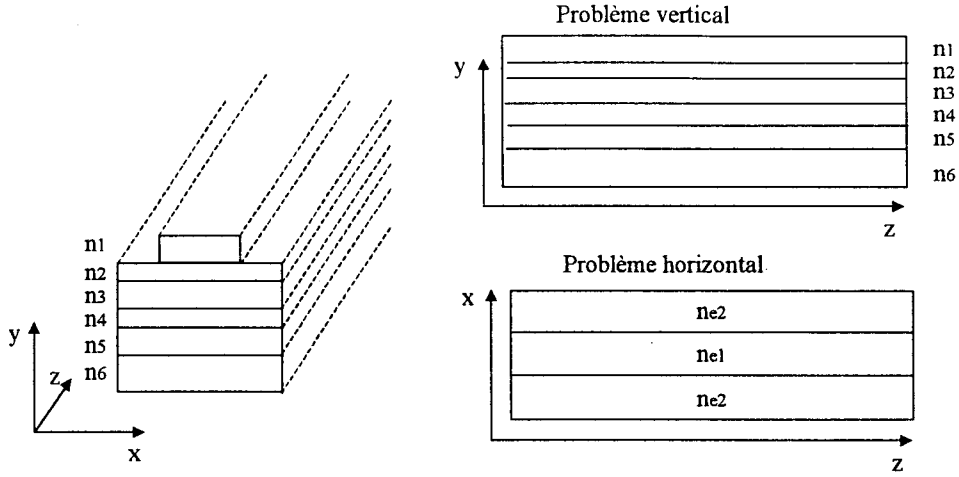 Problème vertical
y
n1
n2
n3
n4
n5
n6
z
n1
n2
n3
n4
n5
n6
y
z
x
Problème horizontal
x
ne2
ne1
ne2
z